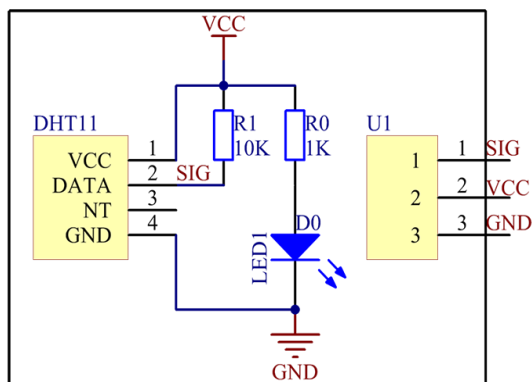 VCC
DHT11
R1
10K
R0
1K
U1
VCC 1
DATA 2 SIG
NT 3
GND 4
D0
LED1
1 1 SIG
2 2 VCC
3 3 GND
GND